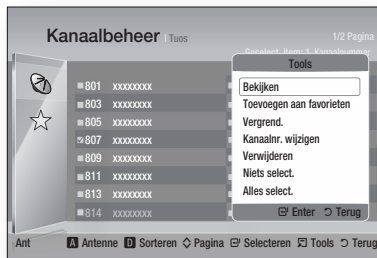 Kanaalbeheer Tuos
1/2 Pagina
Geselect. item: 1 Kanaalnummer
Tools
801 xxxxxxxx
Bekijken
803 xxxxxxxx
Toevoegen aan favorieten
805 xxxxxxxx
Vergrend.
807 xxxxxxxx
Kanaalnr. wijzigen
809 xxxxxxxx
Verwijderen
811 xxxxxxxx
Niets select.
813 xxxxxxxx
Alles select.
814 xxxxxxxx
Enter Terug
Ant A Antenne D Sorteren Pagina Selecteren Tools Terug